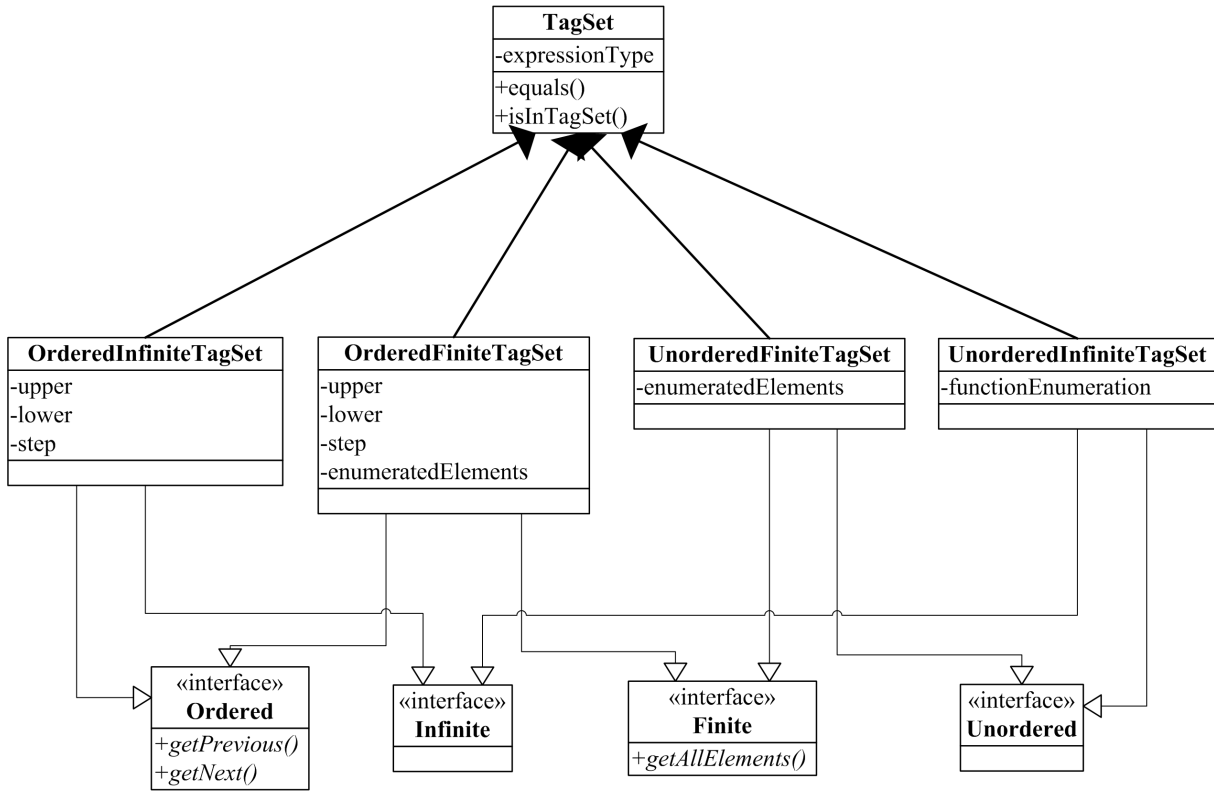 TagSet
-expressionType
+equals()
+isInTagSet()
OrderedInfiniteTagSet
-upper
-lower
-step
OrderedFiniteTagSet
-upper
-lower
-step
-enumeratedElements
UnorderedFiniteTagSet
-enumeratedElements
UnorderedInfiniteTagSet
-functionEnumeration
«interface»
Ordered
+getPrevious()
+getNext()
«interface»
Infinite
«interface»
Finite
+getAllElements()
«interface»
Unordered